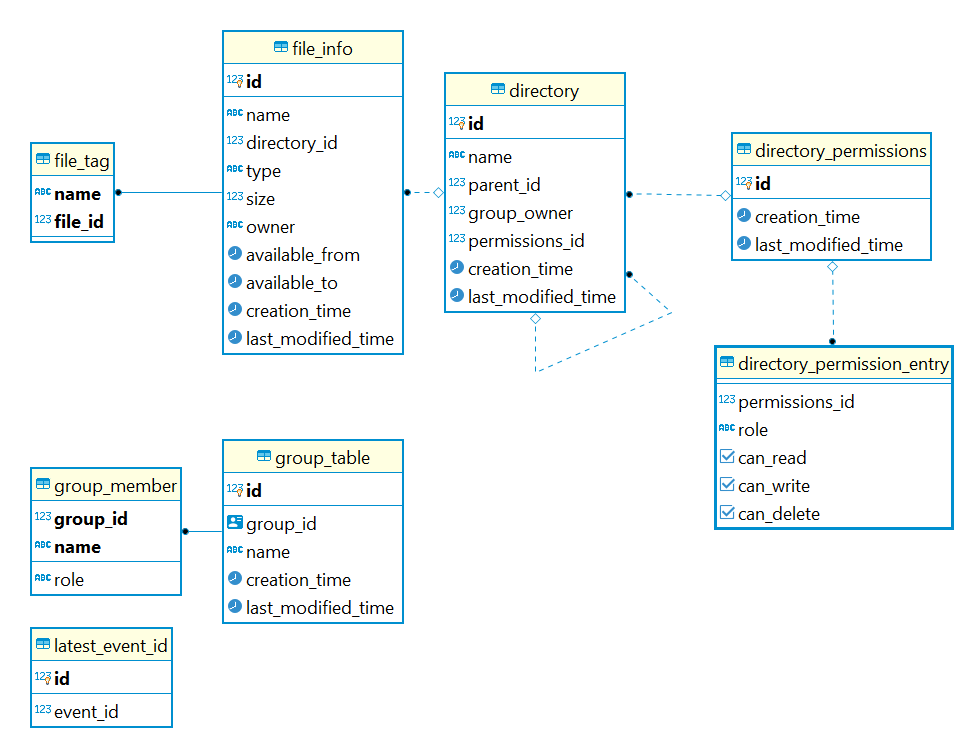 file_info
123 id
ABC name
123 directory_id
ABC type
123 size
ABC owner
available_from
available_to
creation_time
last_modified_time
directory
123 id
ABC name
123 parent_id
123 group_owner
123 permissions_id
creation_time
last_modified_time
file_tag
ABC name
123 file_id
directory_permissions
123 id
creation_time
last_modified_time
directory_permission_entry
123 permissions_id
ABC role
can_read
can_write
can_delete
group_table
123 id
group_id
ABC name
creation_time
last_modified_time
group_member
123 group_id
ABC name
ABC role
latest_event_id
123 id
123 event_id